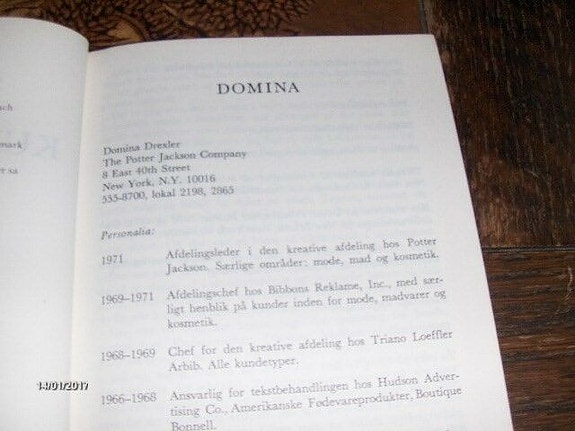 ch
mark
t sa
DOMINA
Domina Drexler
The Potter Jackson Company
8 East 40th Street
New York, N.Y. 10016
555-8700, lokal 2198, 2865
Personalia:
1971 Afdelingsleder i den kreative afdeling hos Potter
Jackson. Særlige områder: mode, mad og kosmetik.
1969–1971 Afdelingschef hos Bibbons Reklame, Inc., med sær-
ligt henblik på kunder inden for mode, madvarer og
kosmetik.
1968–1969 Chef for den kreative afdeling hos Triano Loeffler
Arbib. Alle kundetyper.
1966–1968 Ansvarlig for tekstbehandlingen hos Hudson Adver-
tising Co., Amerikanske Fødevareprodukter, Boutique
Bonnell.
14/01/2017